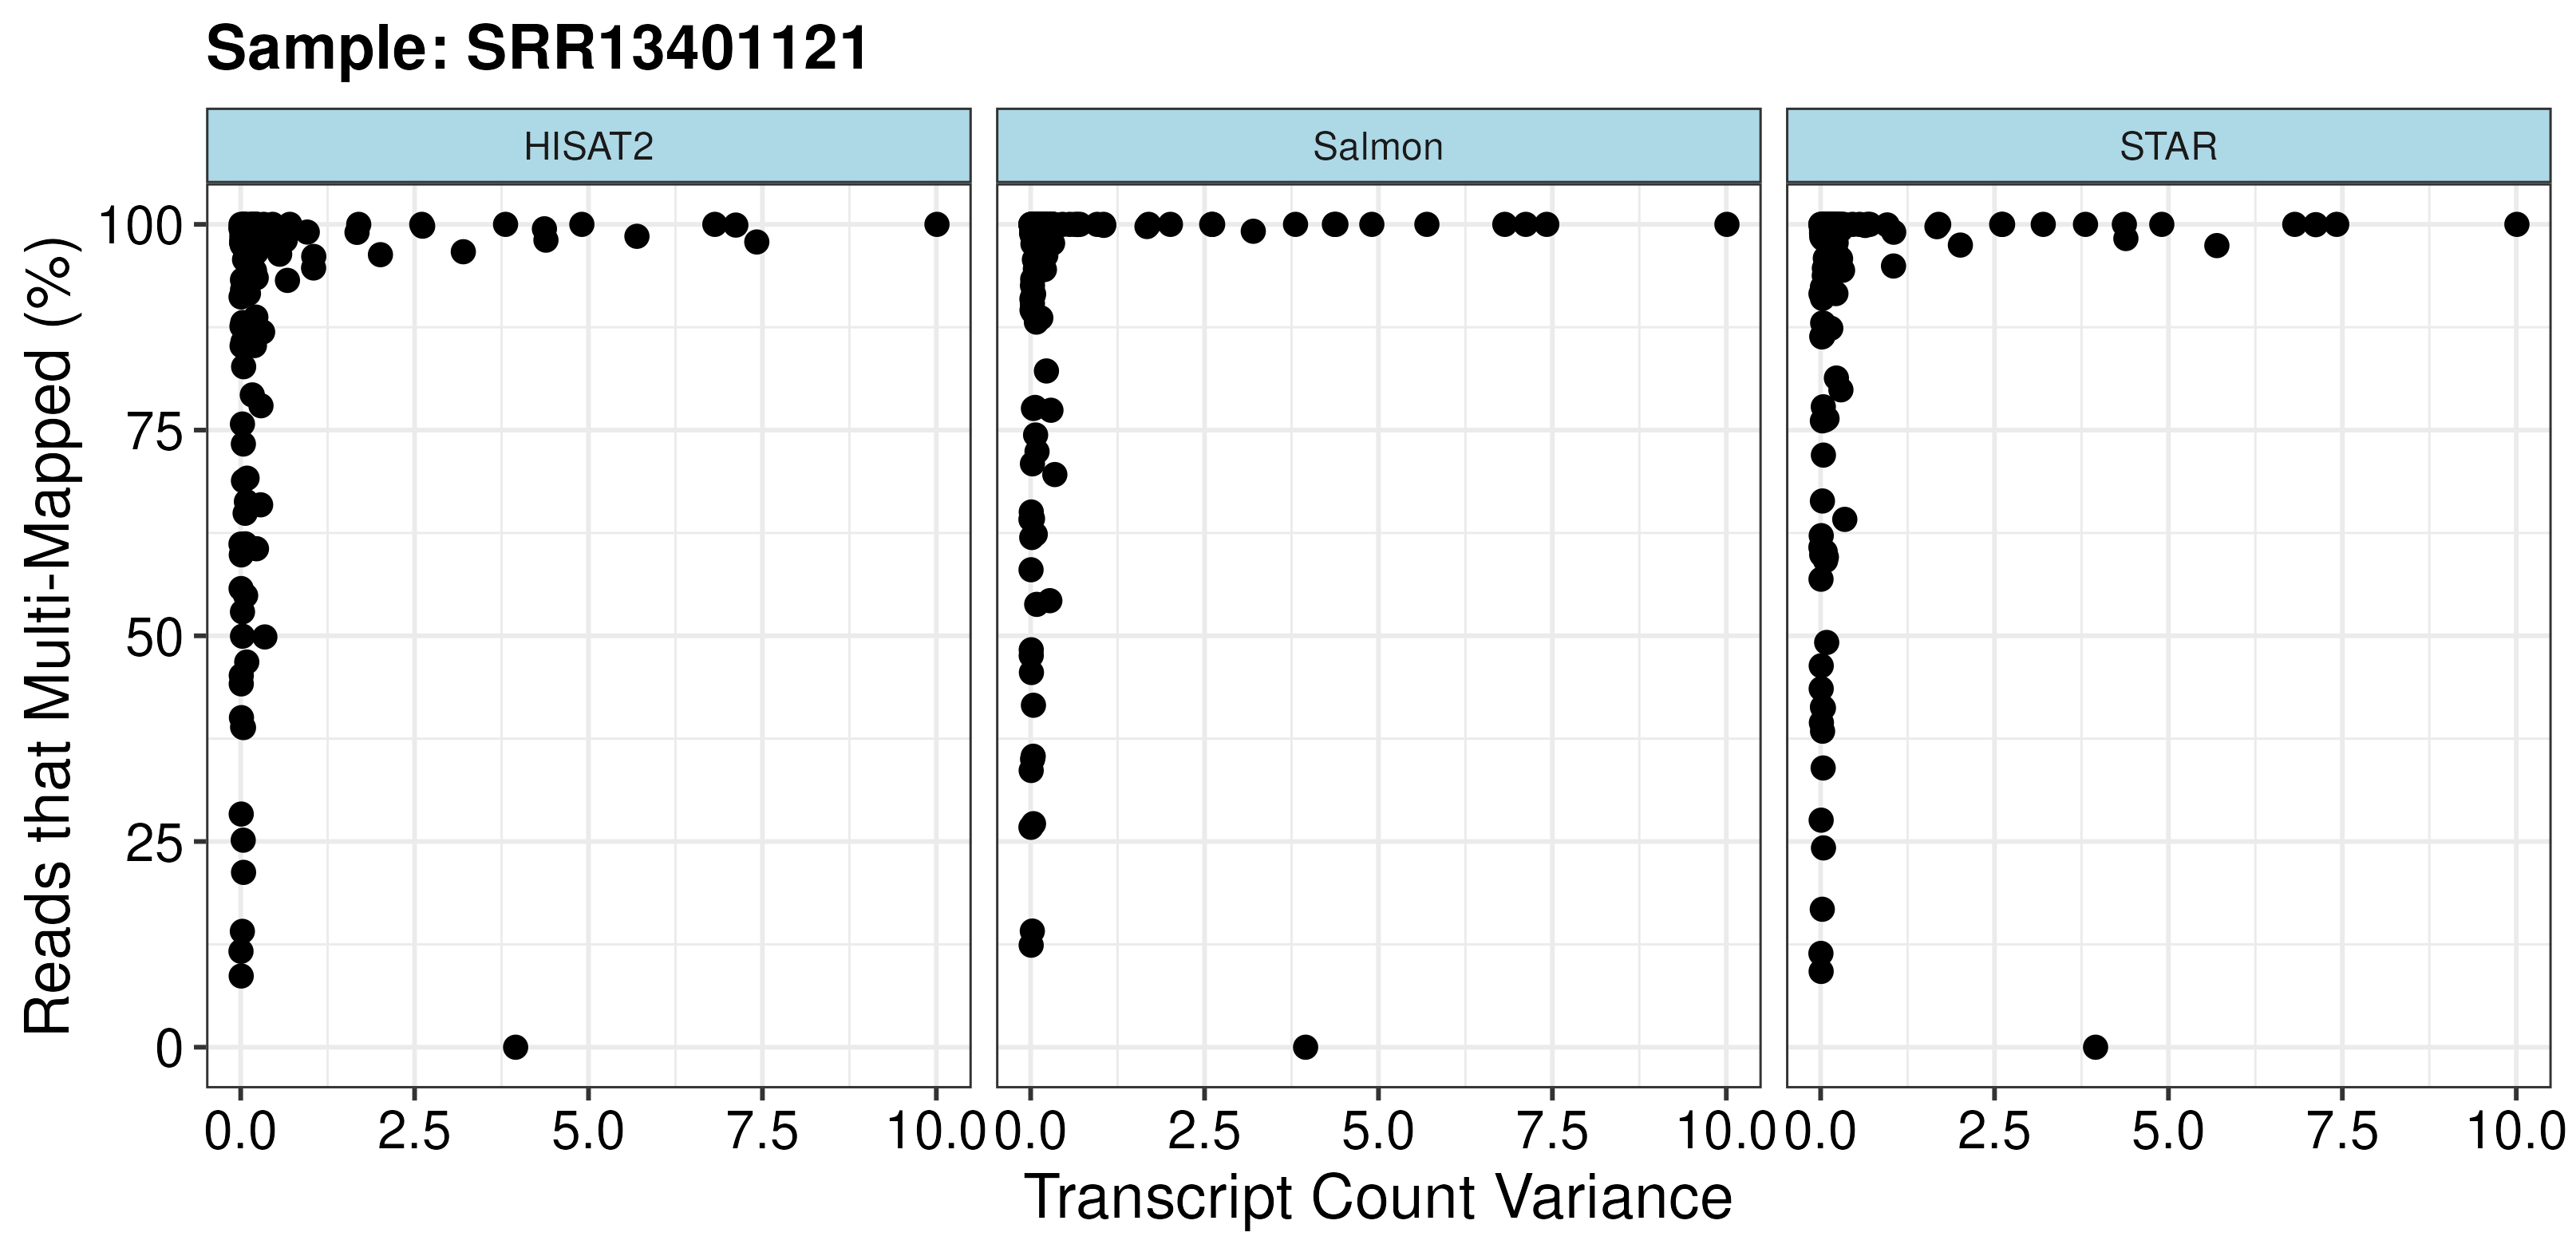 Sample: SRR13401121
HISAT2 Salmon STAR
Reads that Multi-Mapped (%)
100
75
50
25
0
0.0 2.5 5.0 7.5 10.0 0.0 2.5 5.0 7.5 10.0 0.0 2.5 5.0 7.5 10.0
Transcript Count Variance